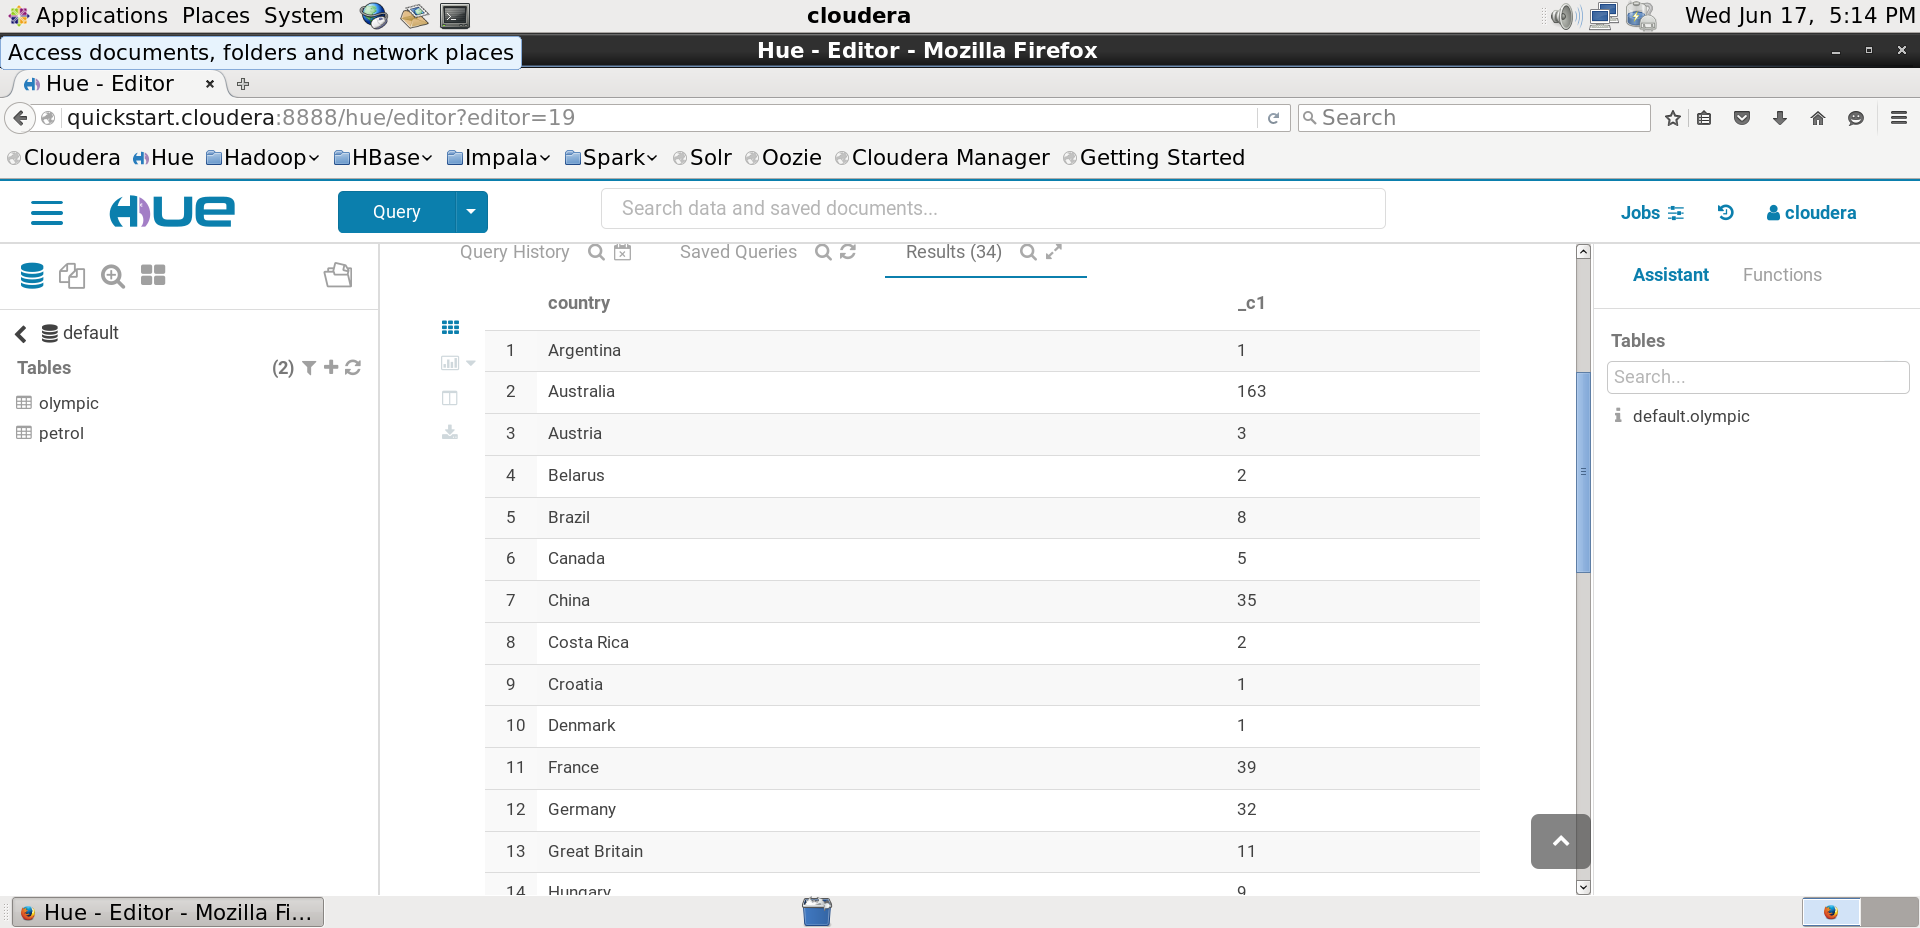 Applications Places System
cloudera
Wed Jun 17, 5:14 PM
Access documents, folders and network places
Hue - Editor - Mozilla Firefox
Hue - Editor
quickstart.cloudera:8888/hue/editor?editor=19
Search
Cloudera Hue Hadoop HBase Impala Spark Solr Oozie Cloudera Manager Getting Started
HUE
Query
Search data and saved documents...
Jobs
cloudera
Query History
Saved Queries
Results (34)
Assistant
Functions
default
Tables
(2)
olympic
petrol
country _c1
1 Argentina 1
2 Australia 163
3 Austria 3
4 Belarus 2
5 Brazil 8
6 Canada 5
7 China 35
8 Costa Rica 2
9 Croatia 1
10 Denmark 1
11 France 39
12 Germany 32
13 Great Britain 11
14 Hungary 9
Tables
Search...
default.olympic
Hue - Editor - Mozilla Fi...